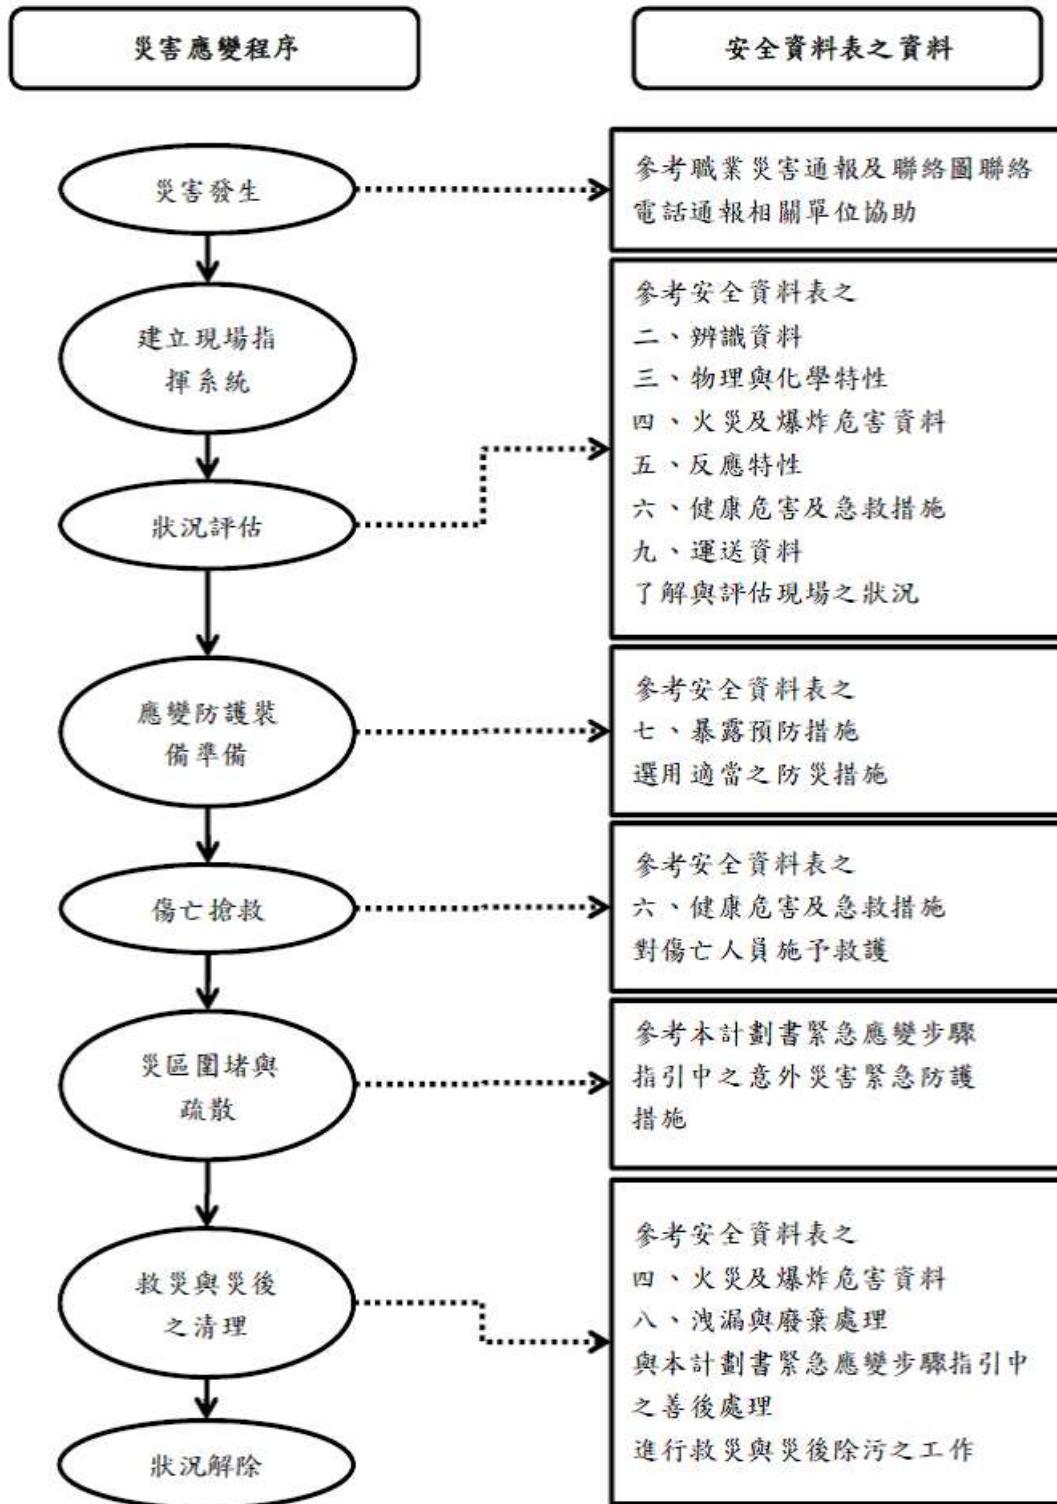 災害應變程序
安全資料表之資料
災害發生
參考職業災害通報及聯絡圖聯絡
電話通報相關單位協助
建立現場指
揮系統
狀況評估
參考安全資料表之
二、辨識資料
三、物理與化學特性
四、火災及爆炸危害資料
五、反應特性
六、健康危害及急救措施
九、運送資料
了解與評估現場之狀況
應變防護裝
備準備
參考安全資料表之
七、暴露預防措施
選用適當之防災措施
傷亡搶救
參考安全資料表之
六、健康危害及急救措施
對傷亡人員施予救護
災區圍堵與
疏散
參考本計劃書緊急應變步驟
指引中之意外災害緊急防護
措施
救災與災後
之清理
參考安全資料表之
四、火災及爆炸危害資料
八、洩漏與廢棄處理
與本計劃書緊急應變步驟指引中
之善後處理
進行救災與災後除污之工作
狀況解除